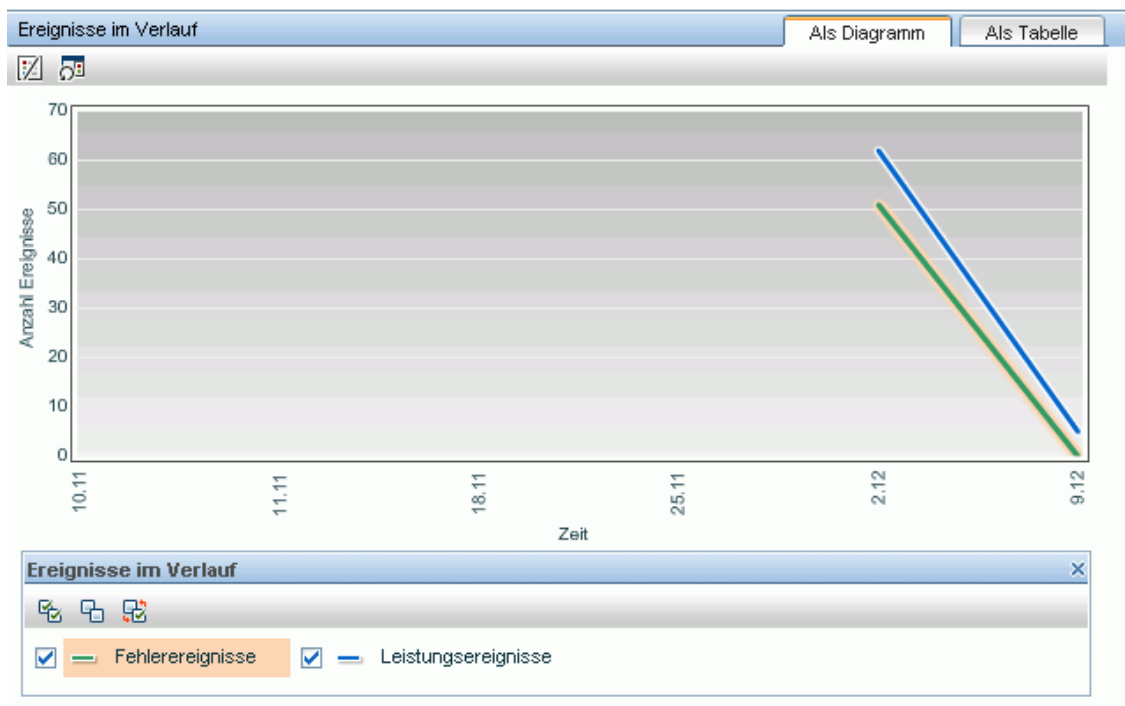 Ereignisse im Verlauf
Als Diagramm
Als Tabelle
70
60
50
40
30
20
10
0
Anzahl Ereignisse
10.11
11.11
18.11
25.11
2.12
9.12
Zeit
Ereignisse im Verlauf
Fehlerereignisse
Leistungsereignisse